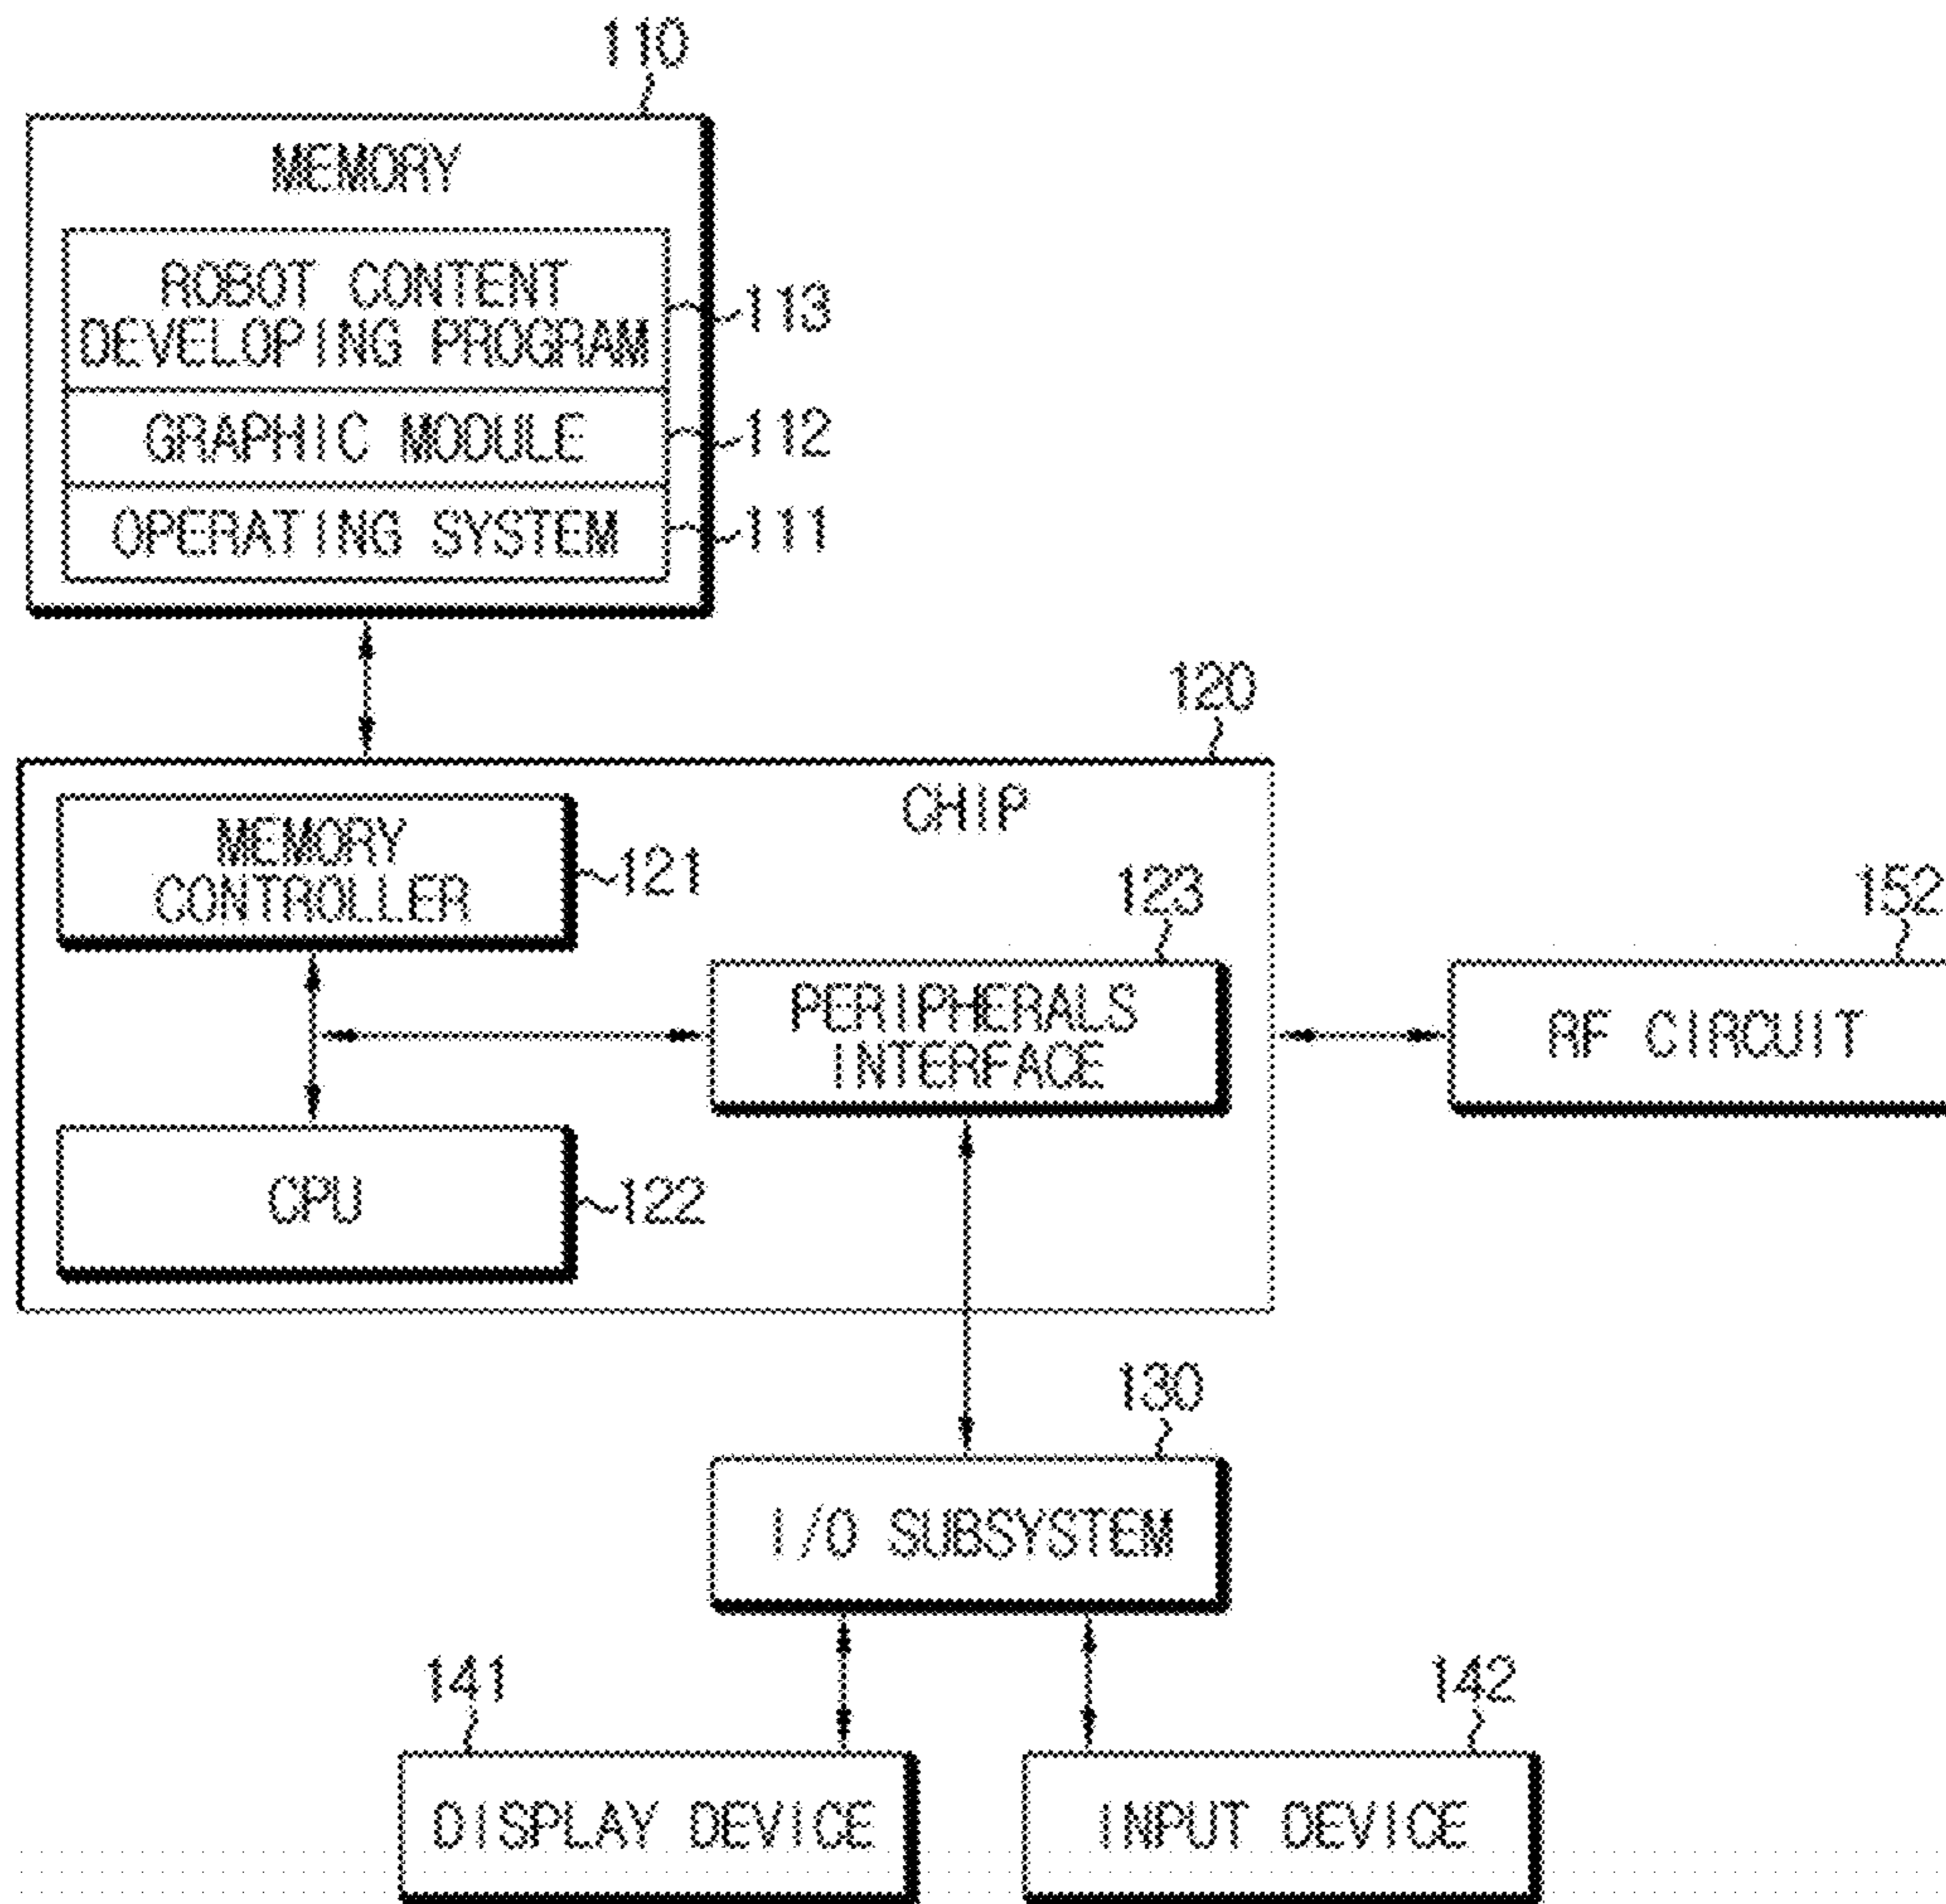 110
MEMORY
ROBOT CONTENT
DEVELOPING PROGRAM
113
GRAPHIC MODULE
112
OPERATING SYSTEM
111
120
CHIP
MEMORY
CONTROLLER
121
123
152
PERIPHERALS
INTERFACE
RF CIRCUIT
CPU
122
130
I/O SUBSYSTEM
141
142
DISPLAY DEVICE
INPUT DEVICE